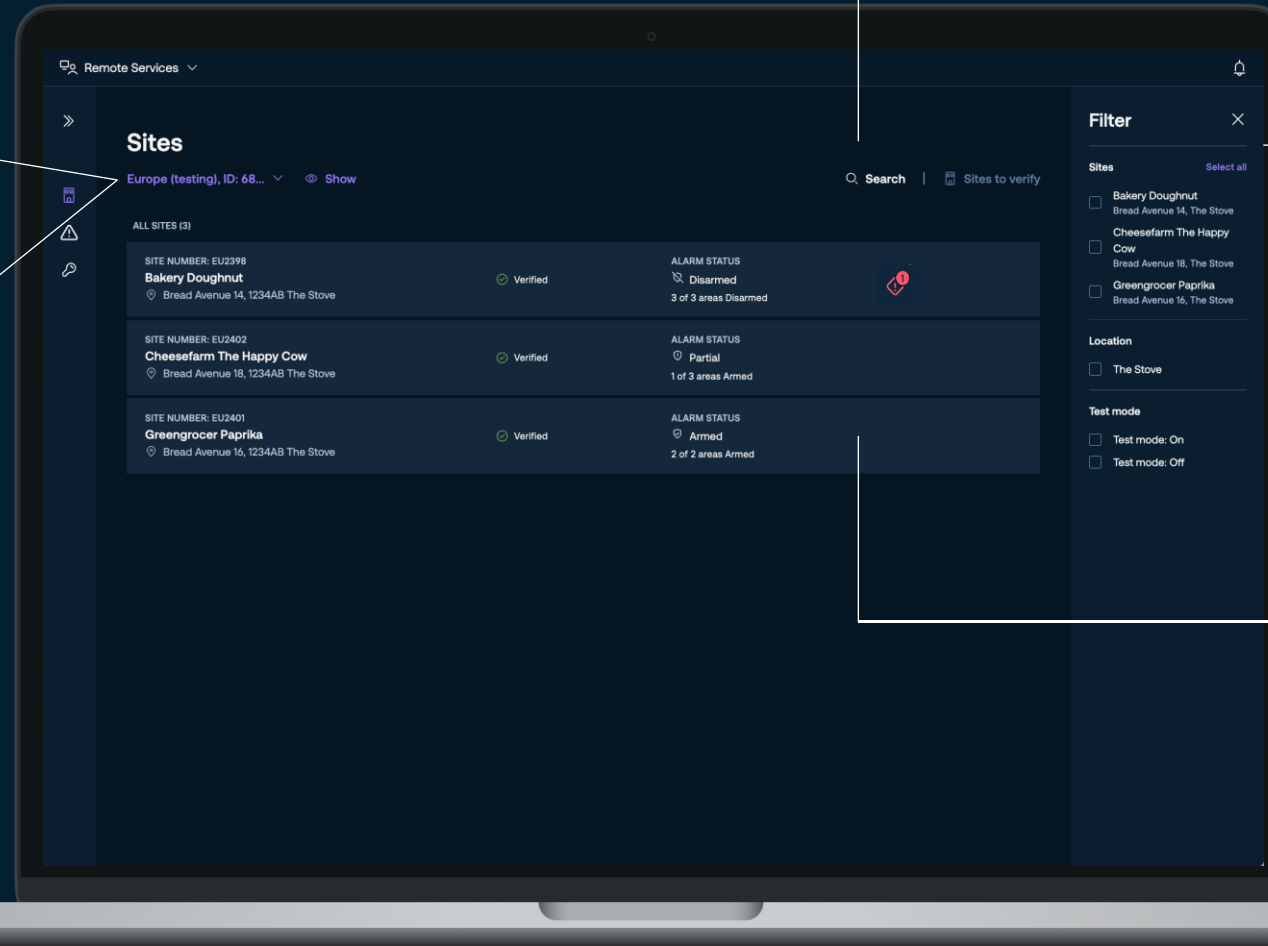 Remote Services
Sites
Europe (testing), ID: 68... Show
Search | Sites to verify
ALL SITES (3)
SITE NUMBER: EU2398
Bakery Doughnut
Bread Avenue 14, 1234AB The Stove
Verified
ALARM STATUS
Disarmed
3 of 3 areas Disarmed
1
SITE NUMBER: EU2402
Cheesefarm The Happy Cow
Bread Avenue 18, 1234AB The Stove
Verified
ALARM STATUS
Partial
1 of 3 areas Armed
SITE NUMBER: EU2401
Greengrocer Paprika
Bread Avenue 16, 1234AB The Stove
Verified
ALARM STATUS
Armed
2 of 2 areas Armed
Filter
Sites Select all
Bakery Doughnut
Bread Avenue 14, The Stove
Cheesefarm The Happy
Cow
Bread Avenue 18, The Stove
Greengrocer Paprika
Bread Avenue 16, The Stove
Location
The Stove
Test mode
Test mode: On
Test mode: Off